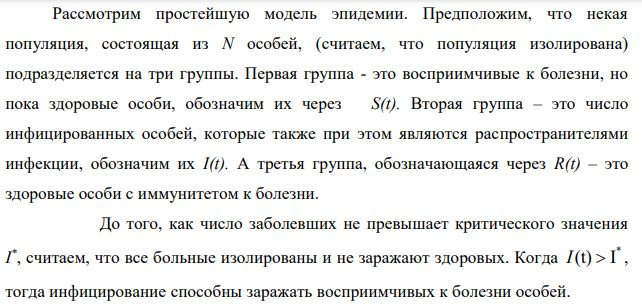 Рассмотрим простейшую модель эпидемии. Предположим, что некая
популяция, состоящая из N особей, (считаем, что популяция изолирована)
подразделяется на три группы. Первая группа - это восприимчивые к болезни, но
пока здоровые особи, обозначим их через S(t). Вторая группа – это число
инфицированных особей, которые также при этом являются распространителями
инфекции, обозначим их I(t). А третья группа, обозначающаяся через R(t) – это
здоровые особи с иммунитетом к болезни.
До того, как число заболевших не превышает критического значения
I*, считаем, что все больные изолированы и не заражают здоровых. Когда I(t) > I*,
тогда инфицирование способны заражать восприимчивых к болезни особей.